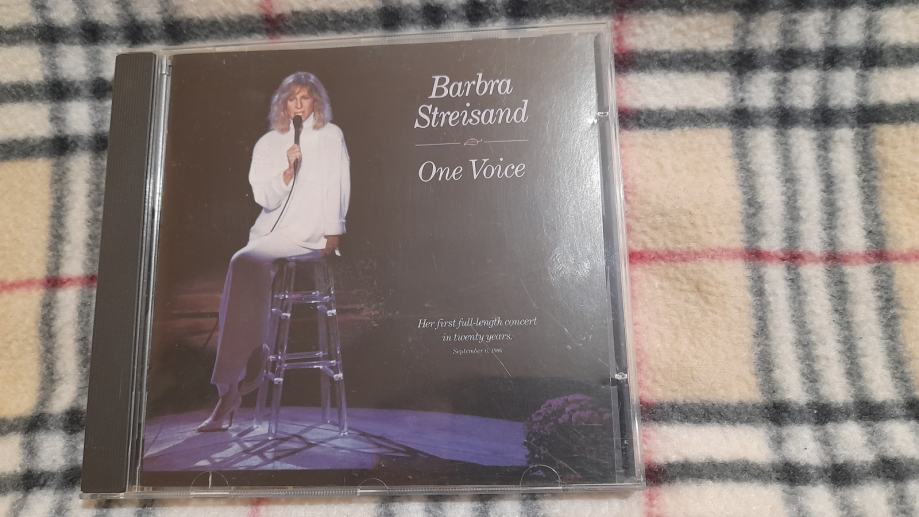 Barbra
Streisand
One Voice
Her first full-length concert
in twenty years.
September 6, 1986